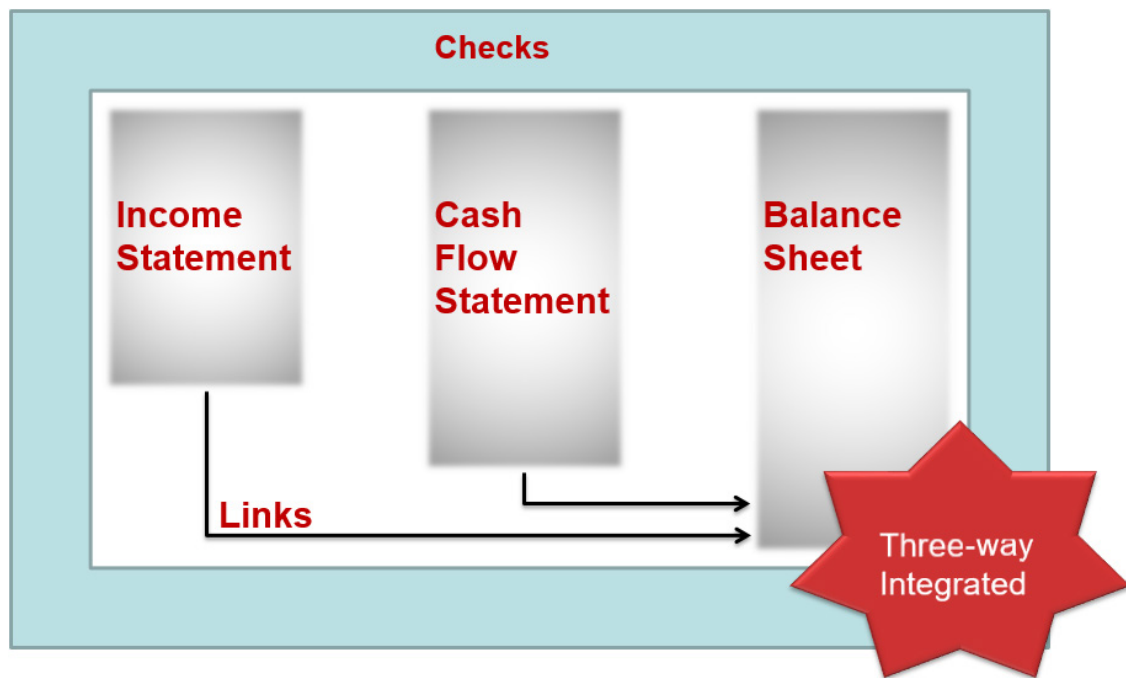 Checks
Income
Statement
Cash
Flow
Statement
Balance
Sheet
Links
Three-way
Integrated